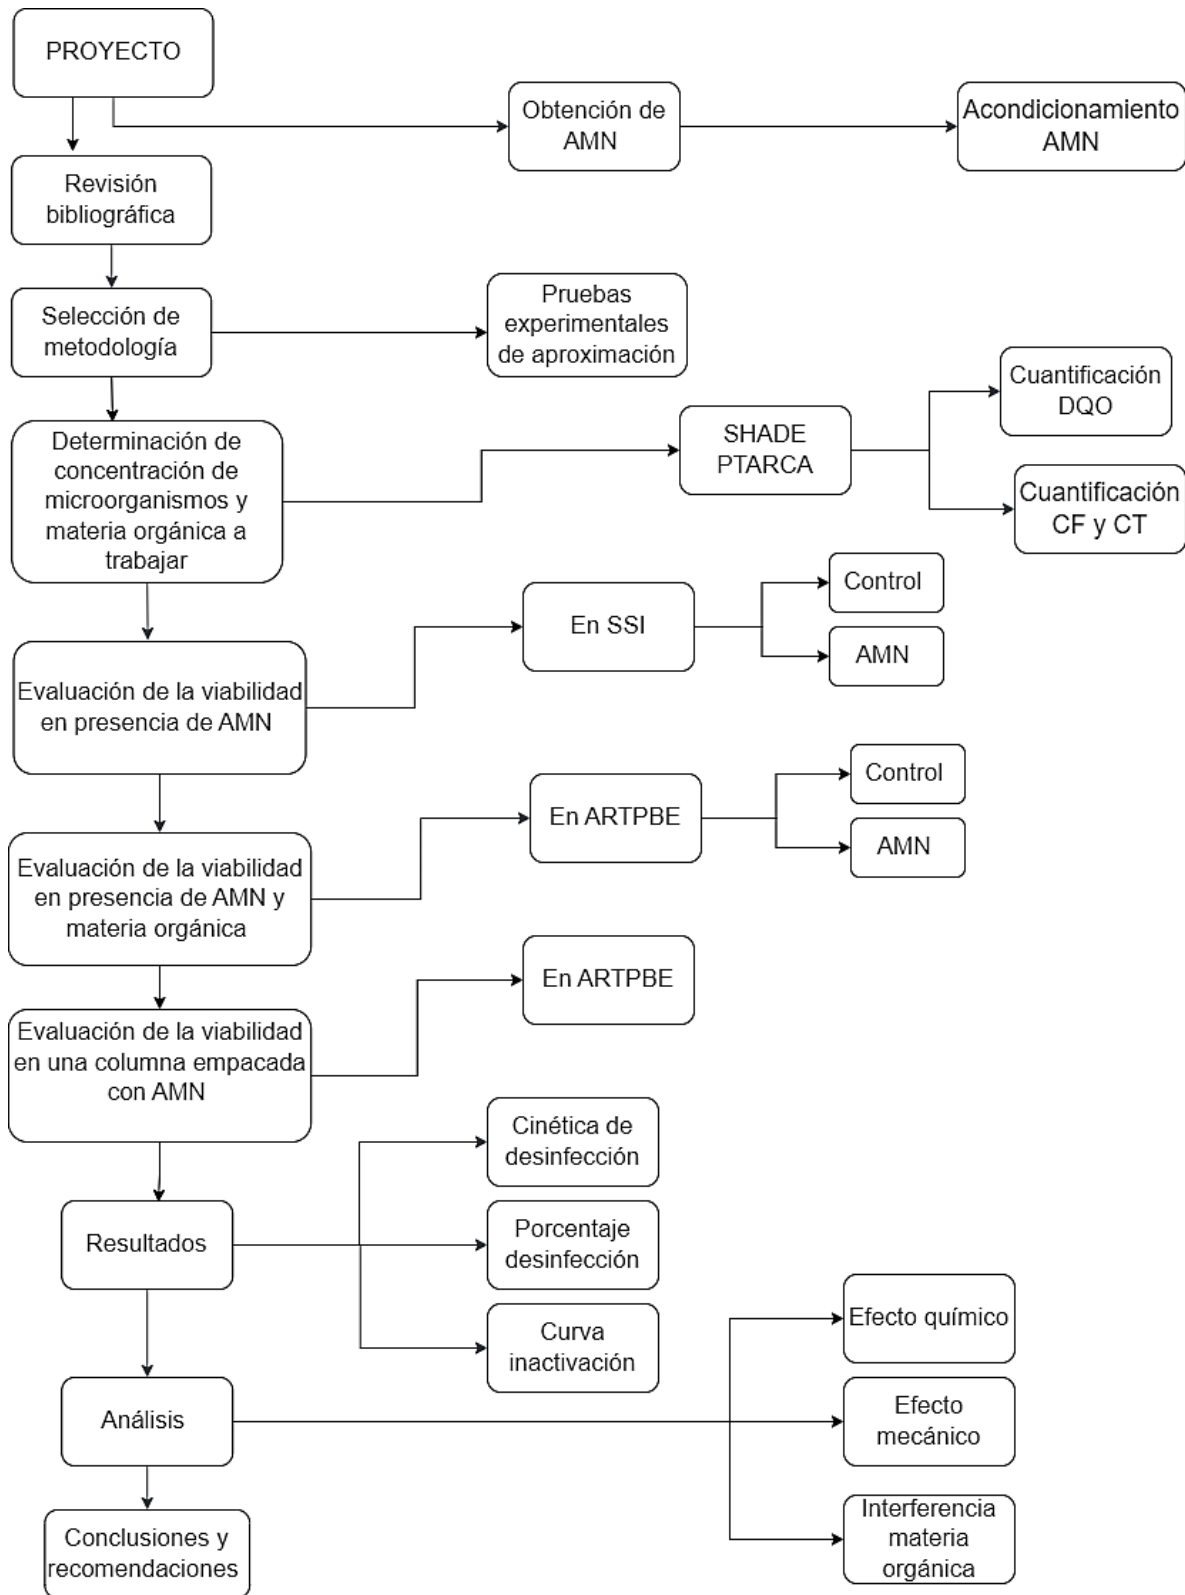 PROYECTO
Obtención de
AMN
Acondicionamiento
AMN
Revisión
bibliográfica
Selección de
metodología
Pruebas
experimentales
de aproximación
Determinación de
concentración de
microorganismos y
materia orgánica a
trabajar
SHADE
PTARCA
Cuantificación
DQO
Cuantificación
CF y CT
Evaluación de la viabilidad
en presencia de AMN
En SSI
Control
AMN
Evaluación de la viabilidad
en presencia de AMN y
materia orgánica
En ARTPBE
Control
AMN
Evaluación de la viabilidad
en una columna empacada
con AMN
En ARTPBE
Resultados
Cinética de
desinfección
Porcentaje
desinfección
Curva
inactivación
Análisis
Efecto químico
Efecto
mecánico
Interferencia
materia
orgánica
Conclusiones y
recomendaciones